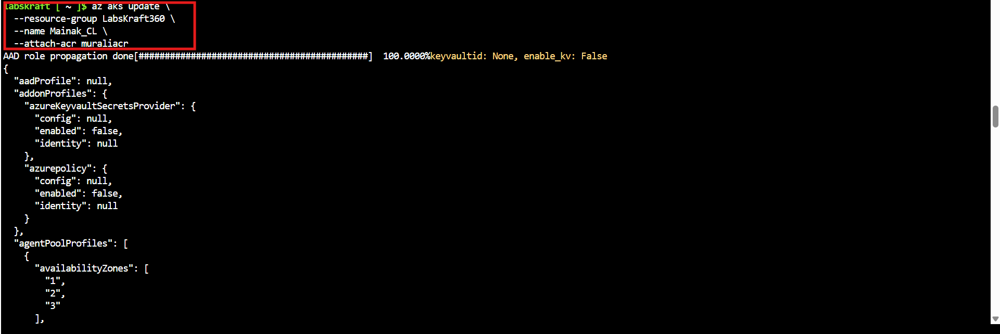 labskraft [ ~ ]$ az aks update \
  --resource-group LabsKraft360 \
  --name Mainak_CL \
  --attach-acr muraliacr
AAD role propagation done[############################################]  100.0000%keyvaultid: None, enable_kv: False
{
  "aadProfile": null,
  "addonProfiles": {
    "azureKeyvaultSecretsProvider": {
      "config": null,
      "enabled": false,
      "identity": null
    },
    "azurepolicy": {
      "config": null,
      "enabled": false,
      "identity": null
    }
  },
  "agentPoolProfiles": [
    {
      "availabilityZones": [
        "1",
        "2",
        "3"
      ],